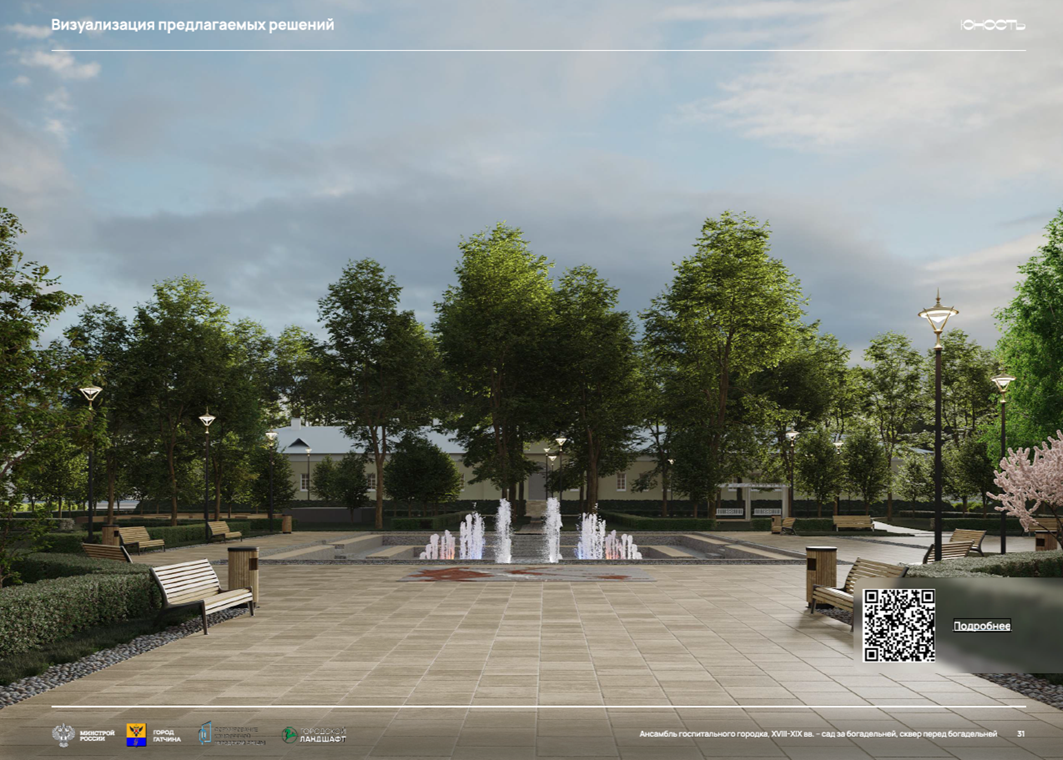 Визуализация предлагаемых решений
ЮНОСТЬ
Подробнее
МИНСТРОЙ
РОССИИ
ГОРОД
ГАТЧИНА
ГОРОДСКОЙ
ЛАНДШАФТ
Ансамбль госпитального городка, XVIII-XIX вв. - сад за богадельней, сквер перед богадельней
31